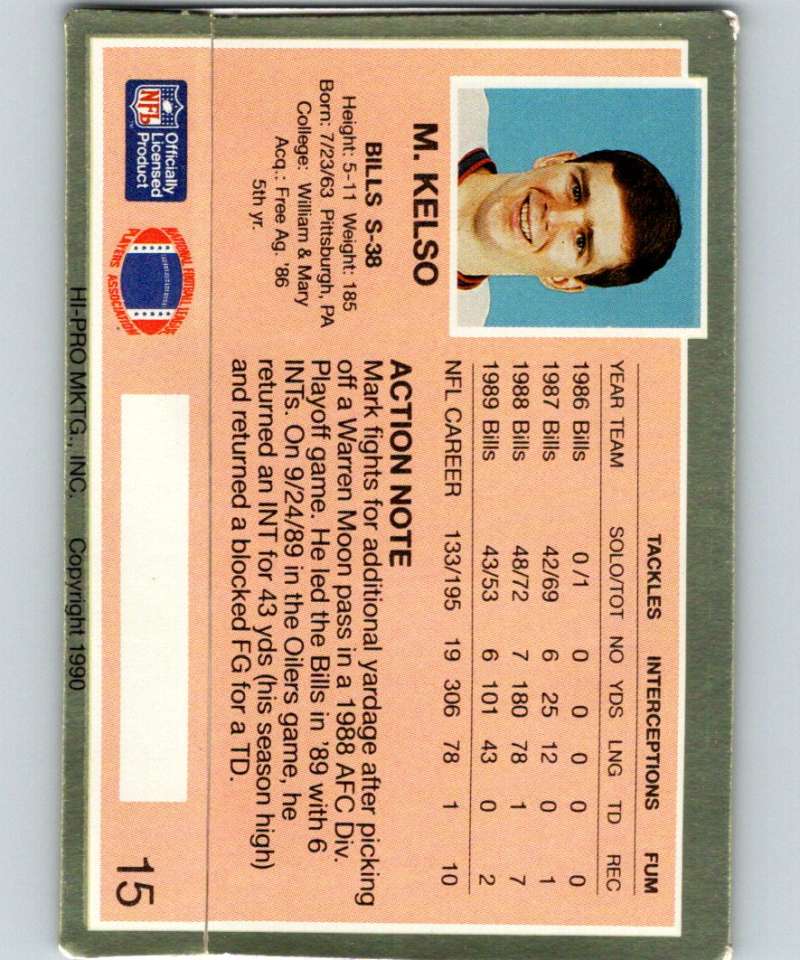 M. KELSO
BILLS S-38
Height: 5-11 Weight: 185
Born: 7/23/63 Pittsburgh, PA
College: William & Mary
Acq.: Free Ag. '86
5th yr.
TACKLES INTERCEPTIONS FUM
YEAR TEAM SOLO/TOT NO YDS LNG TD REC
1986 Bills 0/1 0 0 0 0 0
1987 Bills 42/69 6 25 12 0 1
1988 Bills 48/72 7 180 78 1 7
1989 Bills 43/53 6 101 43 0 2
NFL CAREER 133/195 19 306 78 1 10
ACTION NOTE
Mark fights for additional yardage after picking
off a Warren Moon pass in a 1988 AFC Div.
Playoff game. He led the Bills in '89 with 6
INTs. On 9/24/89 in the Oilers game, he
returned an INT for 43 yds (his season high)
and returned a blocked FG for a TD.
NFL
Officially
Licensed
Product
NATIONAL FOOTBALL LEAGUE
PLAYERS ASSOCIATION
15
HI-PRO MKTG., INC. Copyright 1990